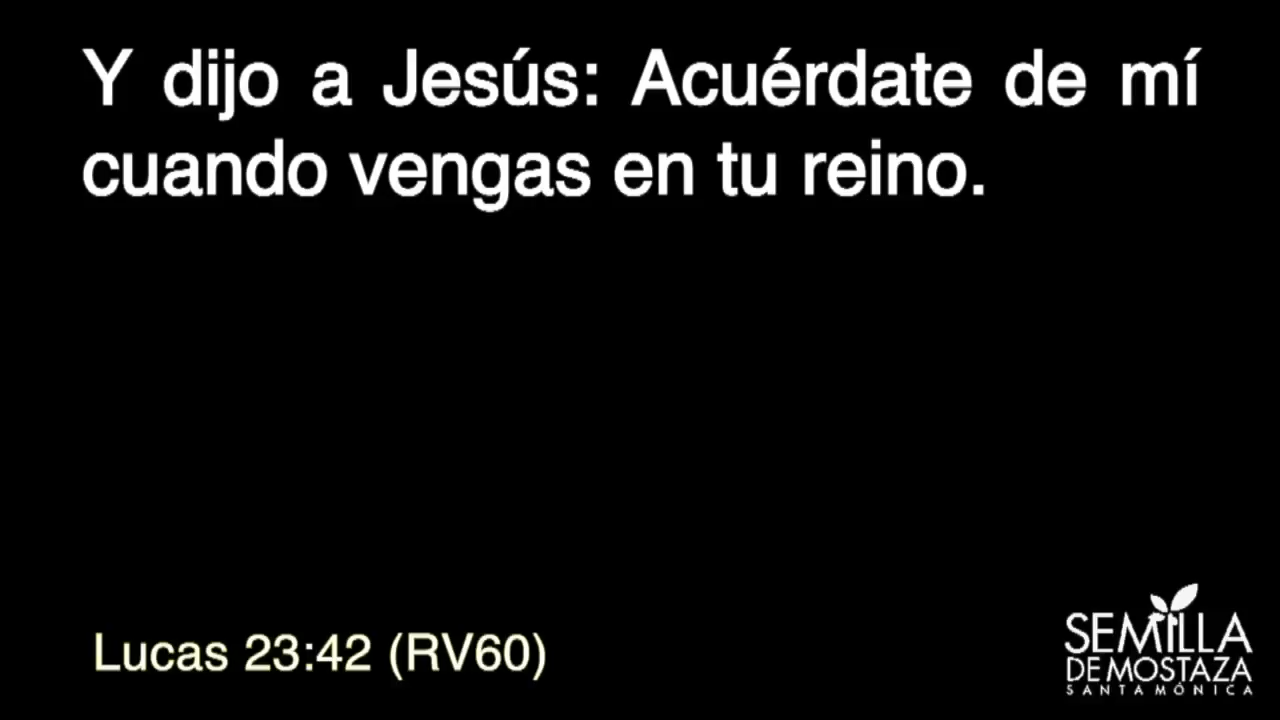 Y dijo a Jesús: Acuérdate de mí
cuando vengas en tu reino.
Lucas 23:42 (RV60)
SEMILLA
DE MOSTAZA
SANTA MÓNICA